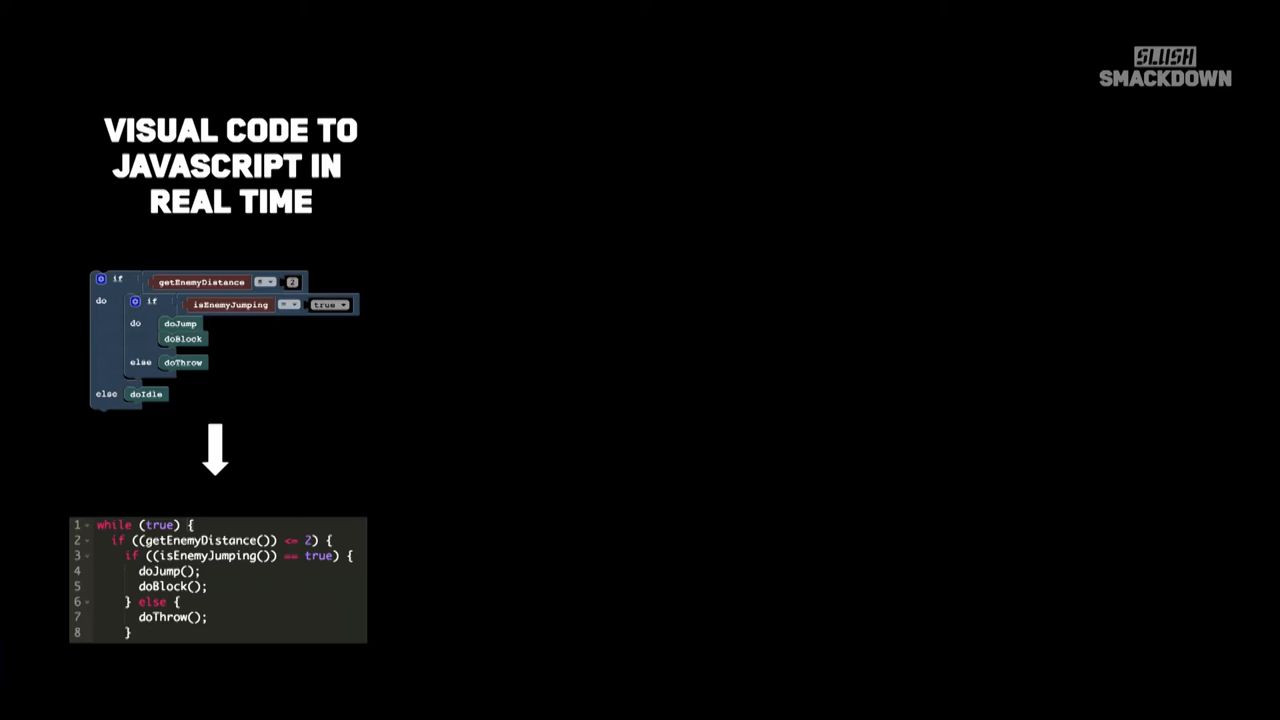 SLUSH
SMACKDOWN
VISUAL CODE TO
JAVASCRIPT IN
REAL TIME
if getEnemyDistance ≤ 2
do if isEnemyJumping = true
do doJump
doBlock
else doThrow
else doIdle
1 while (true) {
2 if ((getEnemyDistance()) <= 2) {
3 if ((isEnemyJumping()) == true) {
4 doJump();
5 doBlock();
6 } else {
7 doThrow();
8 }